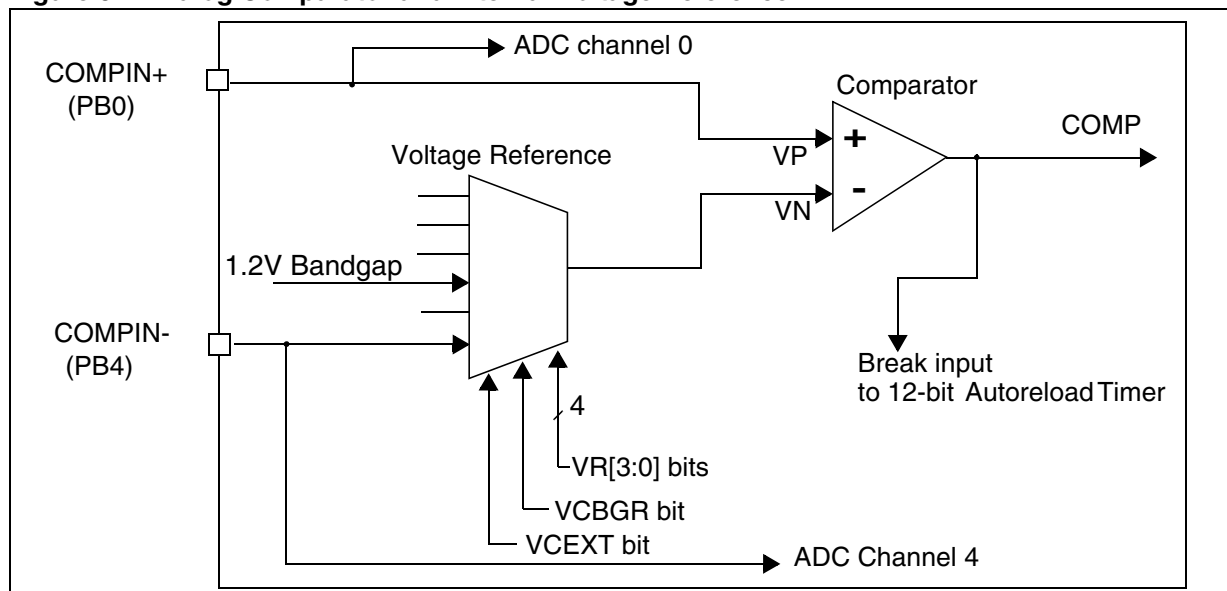 ADC channel 0
COMPIN+
(PB0)
Comparator
COMP
+
VP
Voltage Reference
-
VN
1.2V Bandgap
COMPIN-
(PB4)
Break input
to 12-bit Autoreload Timer
4
VR[3:0] bits
VCBGR bit
VCEXT bit
ADC Channel 4